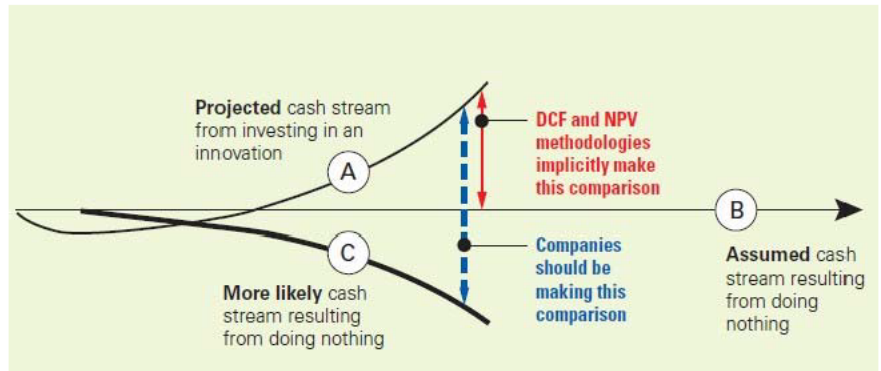 Projected cash stream
from investing in an
innovation
A
DCF and NPV
methodologies
implicitly make
this comparison
B
Assumed cash
stream resulting
from doing
nothing
C
More likely cash
stream resulting
from doing nothing
Companies
should be
making this
comparison